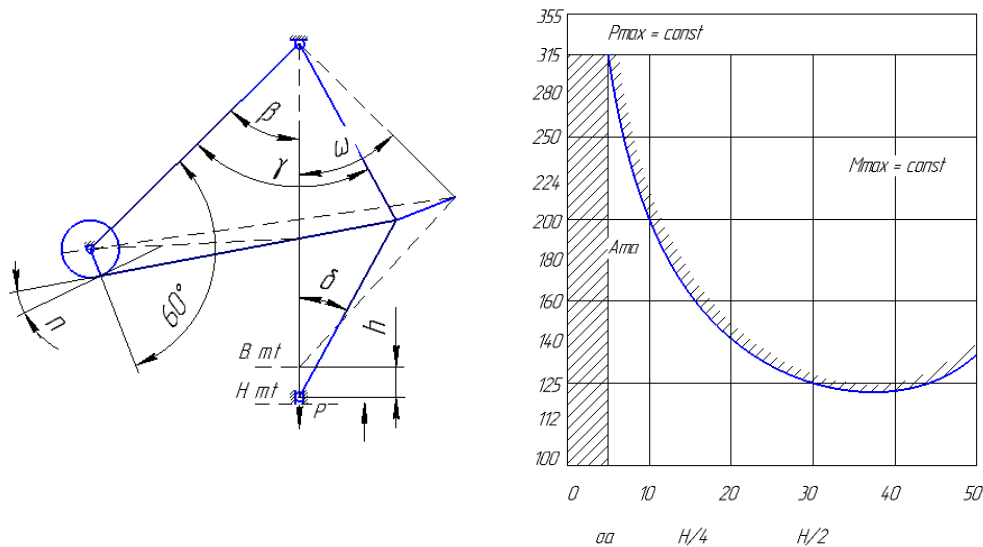 β
γ
ω
δ
h
60°
n
B mt
H mt
P
355
Pmax = const
315
280
250
Mmax = const
224
200
180
Ama
160
140
125
112
100
0 10 20 30 40 50
aa H/4 H/2